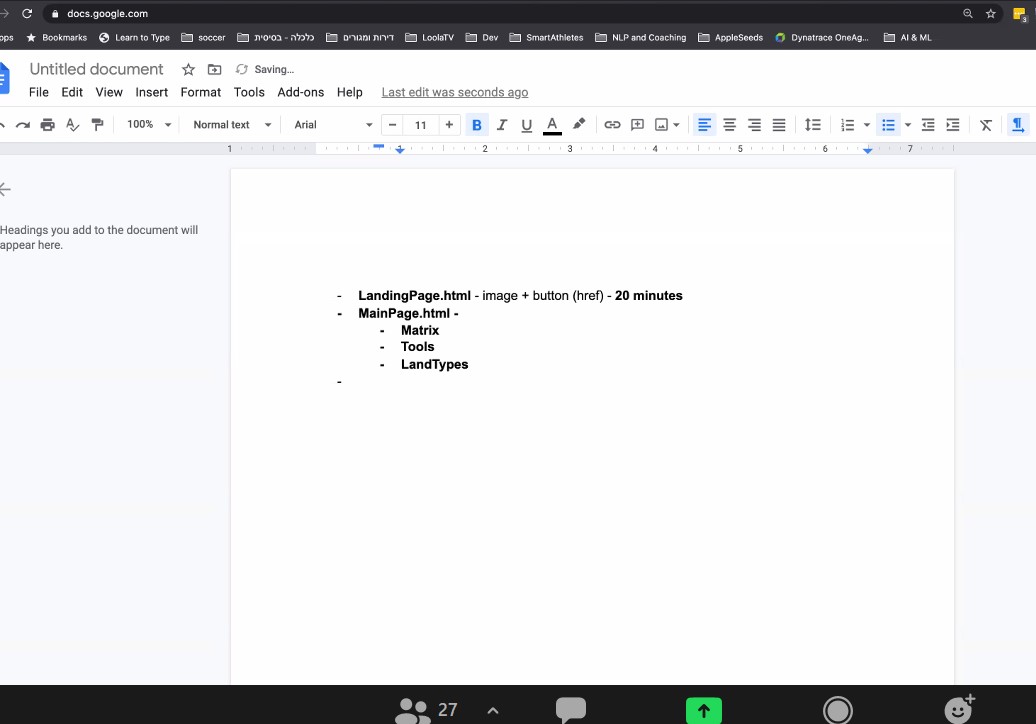 docs.google.com
3
ops Bookmarks Learn to Type soccer כלכלה - בסיסית דירות ומגורים LoolaTV Dev SmartAthletes NLP and Coaching AppleSeeds Dynatrace OneAg... AI & ML
Untitled document Saving...
File Edit View Insert Format Tools Add-ons Help Last edit was seconds ago
100% Normal text Arial - 11 + B I U A
1 1 2 3 4 5 6 7
Headings you add to the document will
appear here.
- LandingPage.html - image + button (href) - 20 minutes
- MainPage.html -
- Matrix
- Tools
- LandTypes
-
27